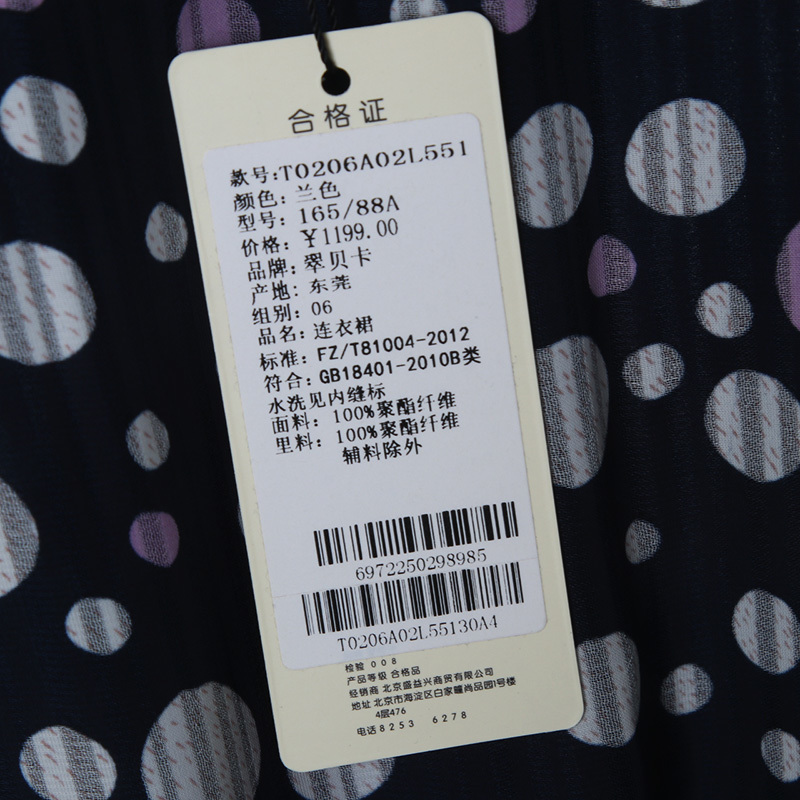 合格证
款号:T0206A02L551
颜色: 兰色
型号: 165/88A
价格: ¥1199.00
品牌: 翠贝卡
产地: 东莞
组别: 06
品名: 连衣裙
标准: FZ/T81004-2012
符合: GB18401-2010B类
水洗见内缝标
面料: 100%聚酯纤维
里料: 100%聚酯纤维
辅料除外
6972250298985
T0206A02L55130A4
检验 008
产品等级 合格品
经销商 北京盛益兴商贸有限公司
地址 北京市海淀区白家疃尚品园1号楼
4层476
电话 8253 6278